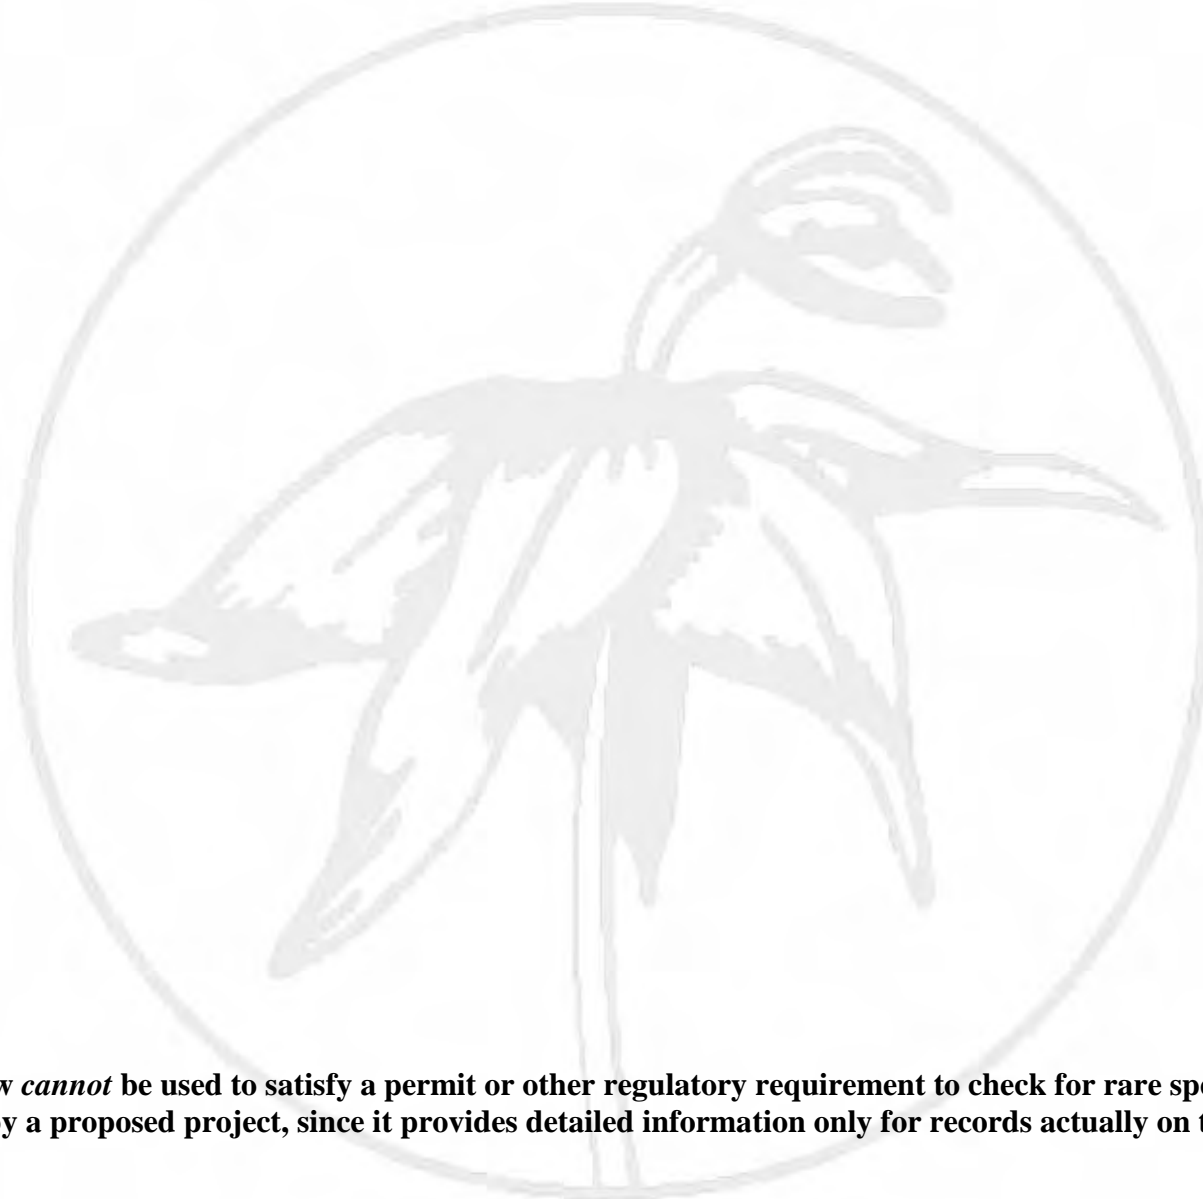 cannot be used to satisfy a permit or other regulatory requirement to check for rare
a proposed project, since it provides detailed information only for records actually on